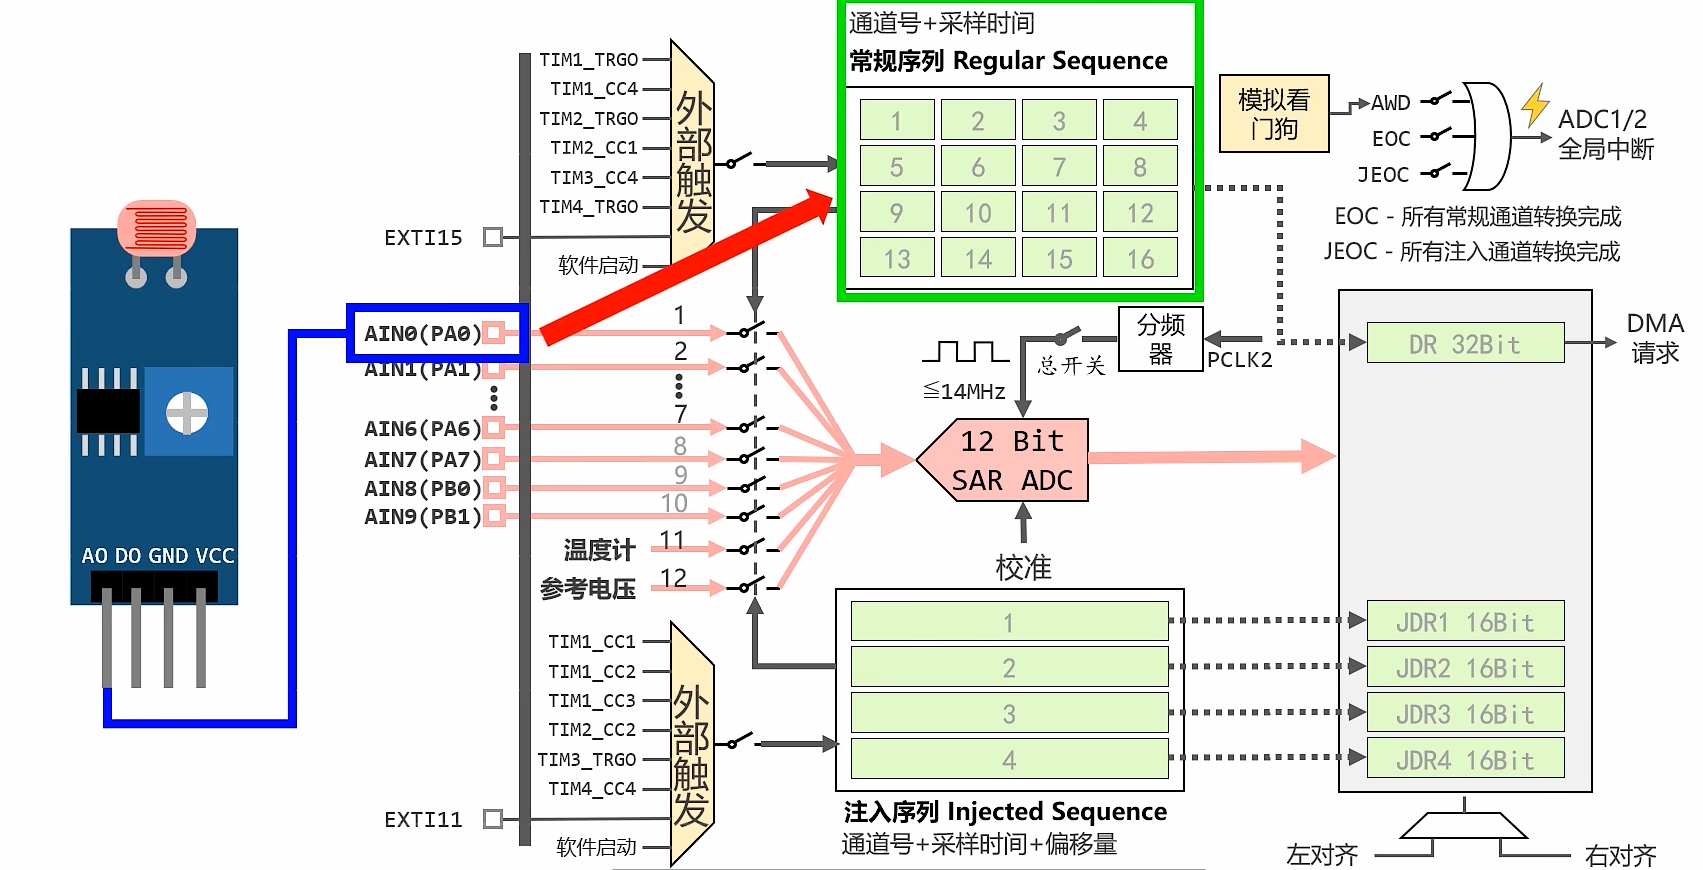 通道号+采样时间
常规序列 Regular Sequence
1 2 3 4
5 6 7 8
9 10 11 12
13 14 15 16
TIM1_TRGO
TIM1_CC4
TIM2_TRGO
TIM2_CC1
TIM3_CC4
TIM4_TRGO
EXTI15
软件启动
外部触发
模拟看
门狗
AWD
EOC
JEOC
ADC1/2
全局中断
EOC - 所有常规通道转换完成
JEOC - 所有注入通道转换完成
AO DO GND VCC
AIN0(PA0)
AIN1(PA1)
AIN6(PA6)
AIN7(PA7)
AIN8(PB0)
AIN9(PB1)
温度计
参考电压
1
2
7
8
9
10
11
12
分频
器
PCLK2
总开关
≦14MHz
12 Bit
SAR ADC
校准
DR 32Bit
DMA
请求
TIM1_CC1
TIM1_CC2
TIM1_CC3
TIM2_CC2
TIM3_TRGO
TIM4_CC4
EXTI11
软件启动
外部触发
1
2
3
4
注入序列 Injected Sequence
通道号+采样时间+偏移量
JDR1 16Bit
JDR2 16Bit
JDR3 16Bit
JDR4 16Bit
左对齐
右对齐